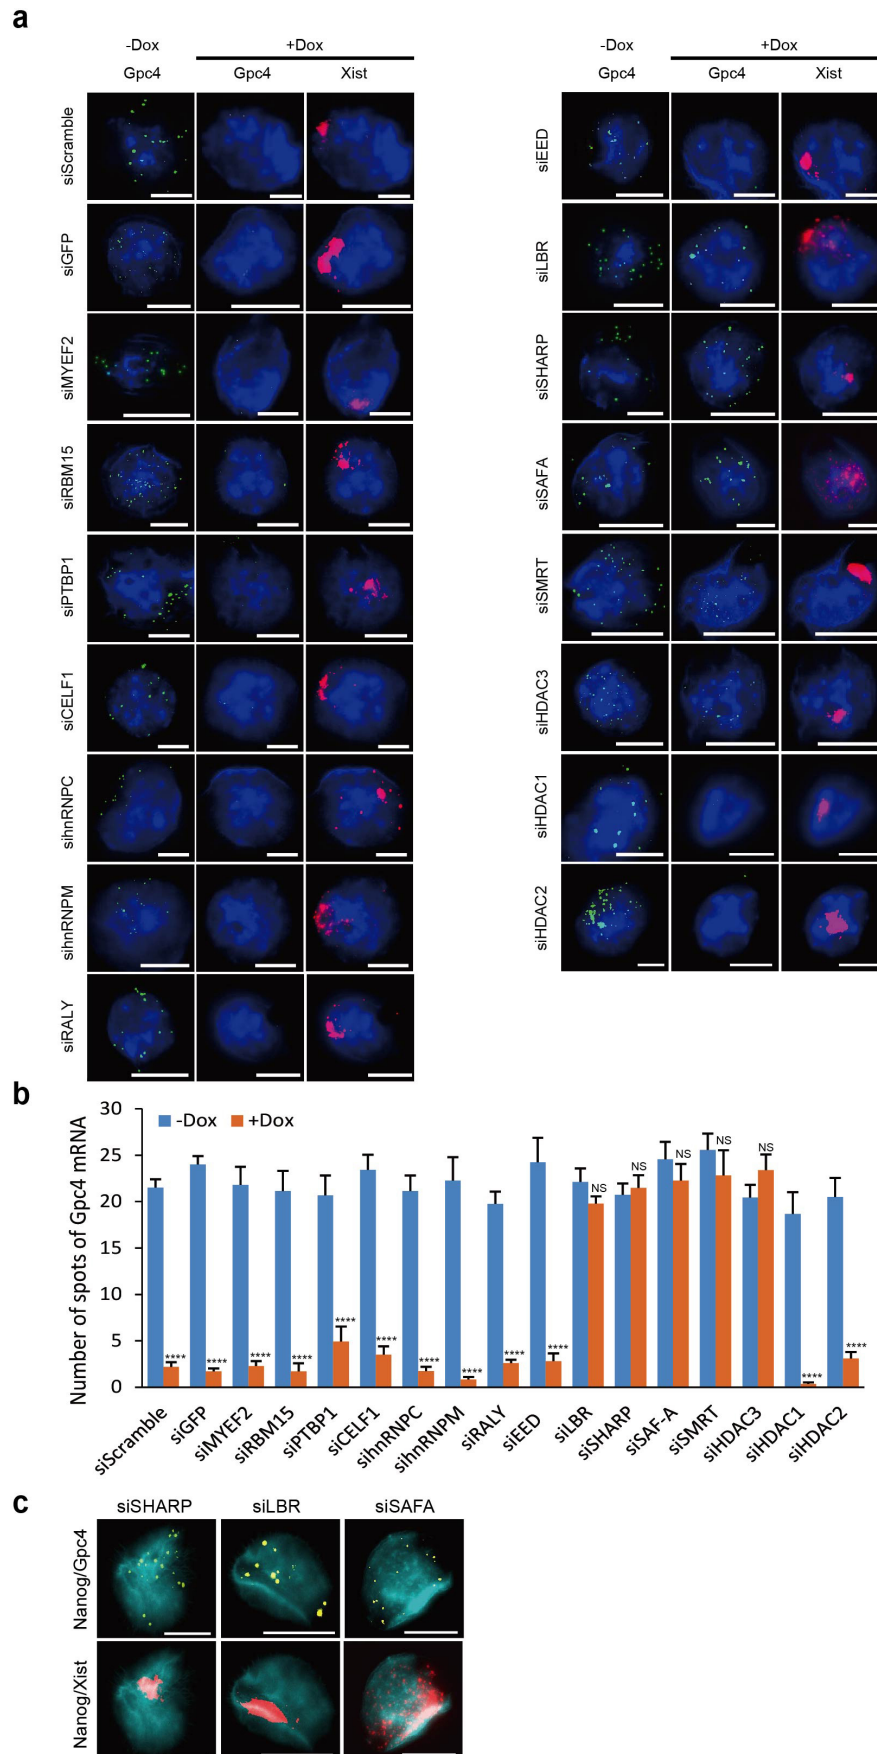 a
-Dox +Dox
Gpc4 Gpc4 Xist
siScramble
siGFP
siMYEF2
siRBM15
siPTBP1
siCELF1
sihnRNPC
sihnRNPM
siRALY
-Dox +Dox
Gpc4 Gpc4 Xist
siEED
siLBR
siSHARP
siSAFA
siSMRT
siHDAC3
siHDAC1
siHDAC2
b
Number of spots of Gpc4 mRNA
30
25
20
15
10
5
0
-Dox +Dox
**** **** **** **** **** **** **** **** **** **** NS NS NS NS NS **** ****
siScramble
siGFP
siMYEF2
siRBM15
siPTBP1
siCELF1
sihnRNPC
sihnRNPM
siRALY
siEED
siLBR
siSHARP
siSAF-A
siSMRT
siHDAC3
siHDAC1
siHDAC2
c
siSHARP siLBR siSAFA
Nanog/Gpc4
Nanog/Xist